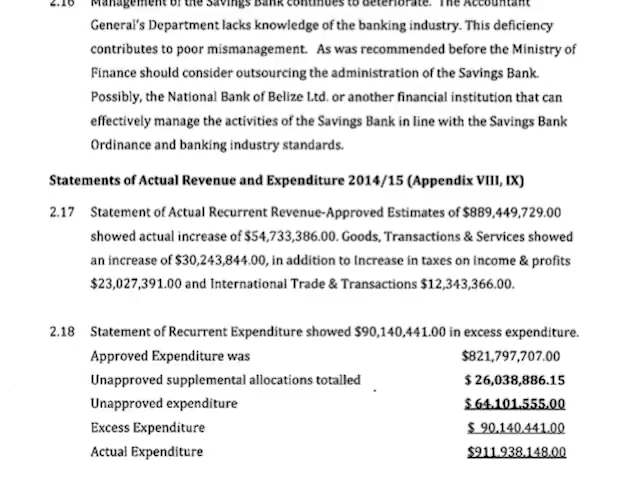 2.16 Management of the Savings Bank continues to deteriorate. The Accountant
General's Department lacks knowledge of the banking industry. This deficiency
contributes to poor mismanagement. As was recommended before the Ministry of
Finance should consider outsourcing the administration of the Savings Bank.
Possibly, the National Bank of Belize Ltd. or another financial institution that can
effectively manage the activities of the Savings Bank in line with the Savings Bank
Ordinance and banking industry standards.
Statements of Actual Revenue and Expenditure 2014/15 (Appendix VIII, IX)
2.17 Statement of Actual Recurrent Revenue-Approved Estimates of $889,449,729.00
showed actual increase of $54,733,386.00. Goods, Transactions & Services showed
an increase of $30,243,844.00, in addition to Increase in taxes on income & profits
$23,027,391.00 and International Trade & Transactions $12,343,366.00.
2.18 Statement of Recurrent Expenditure showed $90,140,441.00 in excess expenditure.
Approved Expenditure was $821,797,707.00
Unapproved supplemental allocations totalled $ 26,038,886.15
Unapproved expenditure $ 64,101,555.00
Excess Expenditure $ 90,140,441.00
Actual Expenditure $911,938,148.00